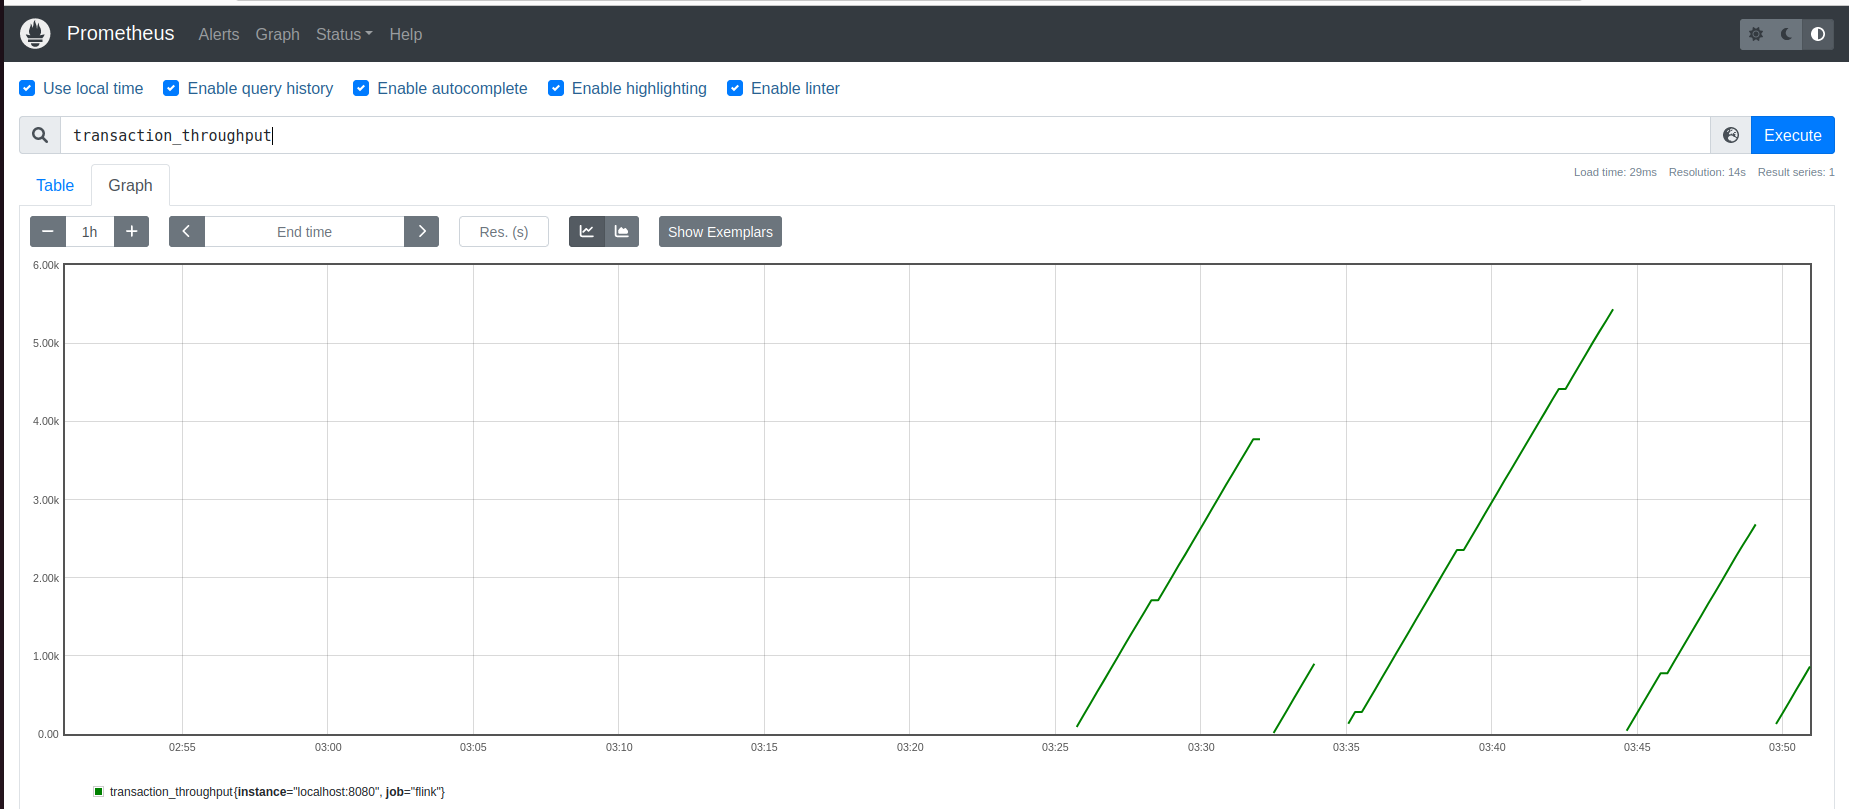 Prometheus Alerts Graph Status Help
Use local time Enable query history Enable autocomplete Enable highlighting Enable linter
transaction_throughput Execute
Table Graph Load time: 29ms Resolution: 14s Result series: 1
− 1h + End time Res. (s) Show Exemplars
6.00k
5.00k
4.00k
3.00k
2.00k
1.00k
0.00
02:55 03:00 03:05 03:10 03:15 03:20 03:25 03:30 03:35 03:40 03:45 03:50
transaction_throughput{instance="localhost:8080", job="flink"}